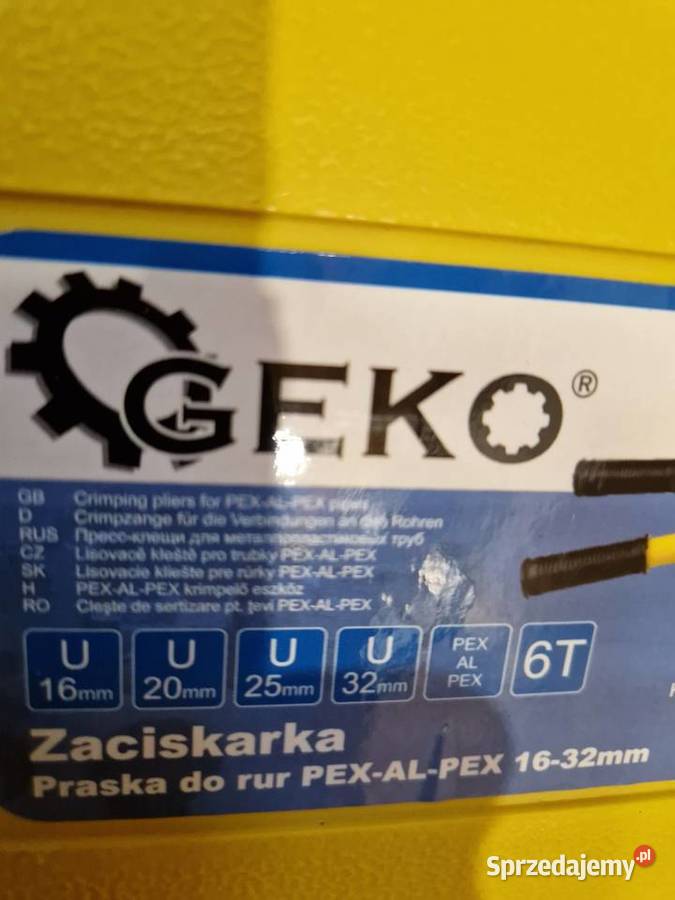 GEKO®
GB Crimping pliers for PEX-AL-PEX pipes
D Crimpzange für die Verbindungen an den Rohren
RUS Пресс-клещи для металлопластиковых труб
CZ Lisovací kleště pro trubky PEX-AL-PEX
SK Lisovacie kliešte pre rúrky PEX-AL-PEX
H PEX-AL-PEX krimpelő eszköz
RO Clește de sertizare pt. țevi PEX-AL-PEX
U 16mm
U 20mm
U 25mm
U 32mm
PEX
AL
PEX
6T
Zaciskarka
Praska do rur PEX-AL-PEX 16-32mm
Sprzedajemy.pl